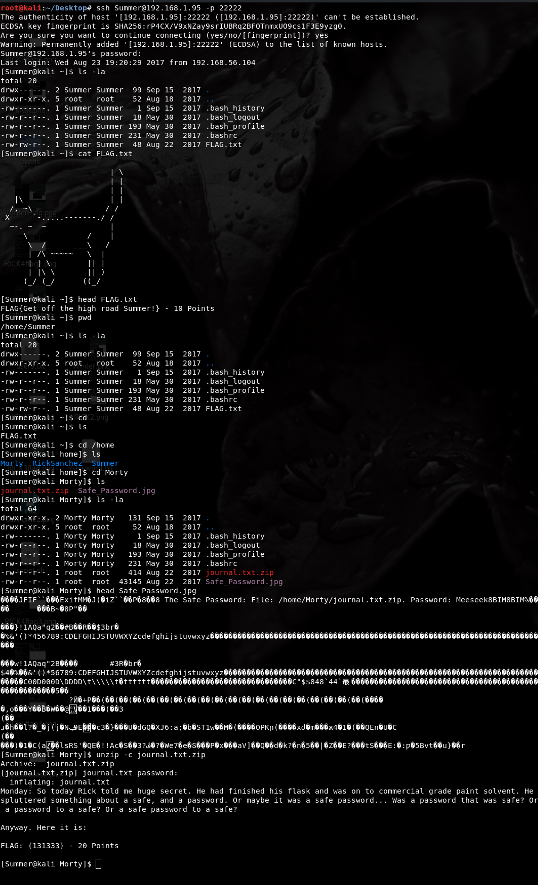 root@kali:~/Desktop# ssh Summer@192.168.1.95 -p 22222
The authenticity of host '[192.168.1.95]:22222 ([192.168.1.95]:22222)' can't be established.
ECDSA key fingerprint is
Are you sure you want to continue connecting (yes/no/[fingerprint])? yes
Warning: Permanently added '[192.168.1.95]:22222' (ECDSA) to the list of known hosts.
Summer@192.168.1.95's password:
Last login: Wed Aug 23 19:20:29 2017 from 192.168.56.104
[Summer@kali ~]$ ls -la
total 20
drwx------. 2 Summer Summer  99 Sep 15  2017 .
drwxr-xr-x. 5 root   root    52 Aug 18  2017 ..
-rw-------. 1 Summer Summer   1 Sep 15  2017 .bash_history
-rw-r--r--. 1 Summer Summer  18 May 30  2017 .bash_logout
-rw-r--r--. 1 Summer Summer 193 May 30  2017 .bash_profile
-rw-r--r--. 1 Summer Summer 231 May 30  2017 .bashrc
-rw-rw-r--. 1 Summer Summer  48 Aug 22  2017 FLAG.txt
[Summer@kali ~]$ cat FLAG.txt
[Summer@kali ~]$ head FLAG.txt
FLAG{Get off the high road Summer!} - 10 Points
[Summer@kali ~]$ pwd
/home/Summer
[Summer@kali ~]$ ls -la
total 20
drwx------. 2 Summer Summer  99 Sep 15  2017 .
drwxr-xr-x. 5 root   root    52 Aug 18  2017 ..
-rw-------. 1 Summer Summer   1 Sep 15  2017 .bash_history
-rw-r--r--. 1 Summer Summer  18 May 30  2017 .bash_logout
-rw-r--r--. 1 Summer Summer 193 May 30  2017 .bash_profile
-rw-r--r--. 1 Summer Summer 231 May 30  2017 .bashrc
-rw-rw-r--. 1 Summer Summer  48 Aug 22  2017 FLAG.txt
[Summer@kali ~]$ cd
[Summer@kali ~]$ ls
FLAG.txt
[Summer@kali ~]$ cd /home
[Summer@kali home]$ ls
Morty  RickSanchez  Summer
[Summer@kali home]$ cd Morty
[Summer@kali Morty]$ ls
journal.txt.zip  Safe Password.jpg
[Summer@kali Morty]$ ls -la
total 64
drwxr-xr-x. 2 Morty Morty   131 Sep 15  2017 .
drwxr-xr-x. 5 root  root     52 Aug 18  2017 ..
-rw-------. 1 Morty Morty     1 Sep 15  2017 .bash_history
-rw-r--r--. 1 Morty Morty    18 May 30  2017 .bash_logout
-rw-r--r--. 1 Morty Morty   193 May 30  2017 .bash_profile
-rw-r--r--. 1 Morty Morty   231 May 30  2017 .bashrc
-rw-r--r--. 1 root  root    414 Aug 22  2017 journal.txt.zip
-rw-r--r--. 1 root  root  43145 Aug 22  2017 Safe Password.jpg
[Summer@kali Morty]$ head Safe Password.jpg
The Safe Password: File: /home/Morty/journal.txt.zip. Password: Meeseek
[Summer@kali Morty]$ unzip -c journal.txt.zip
Archive:  journal.txt.zip
[journal.txt.zip] journal.txt password:
  inflating: journal.txt
Monday: So today Rick told me huge secret. He had finished his flask and was on to commercial grade paint solvent. He
spluttered something about a safe, and a password. Or maybe it was a safe password... Was a password that was safe? Or
a password to a safe? Or a safe password to a safe?
Anyway. Here it is:
FLAG: {131333} - 20 Points
[Summer@kali Morty]$